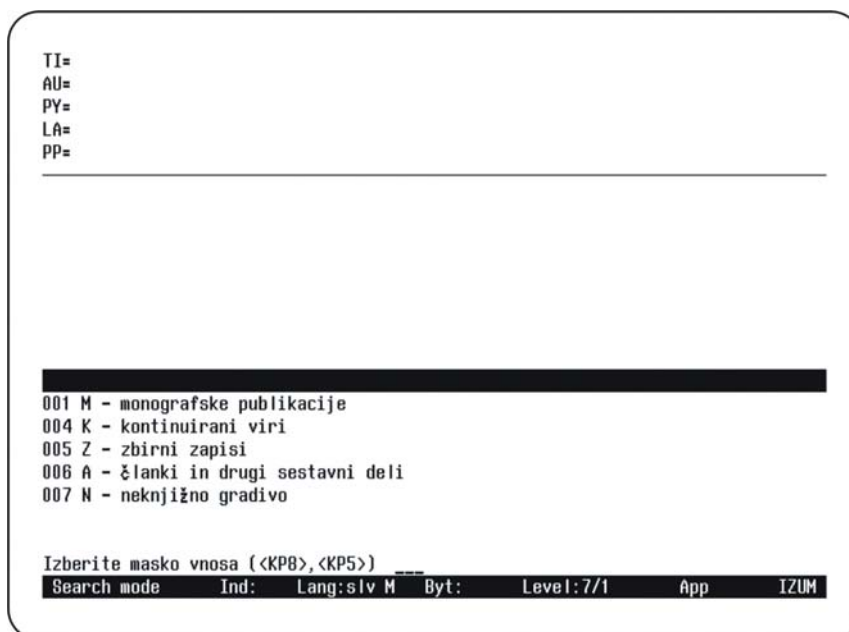 TI=
AU=
PY=
LA=
PP=
001 M - monografske publikacije
004 K - kontinuirani viri
005 Z - zbirni zapisi
006 A - članki in drugi sestavni deli
007 N - neknjižno gradivo
Izberite masko vnosa (<KP8>,<KP5>) ___
Search mode Ind: Lang:slv M Byt: Level:7/1 App IZUM